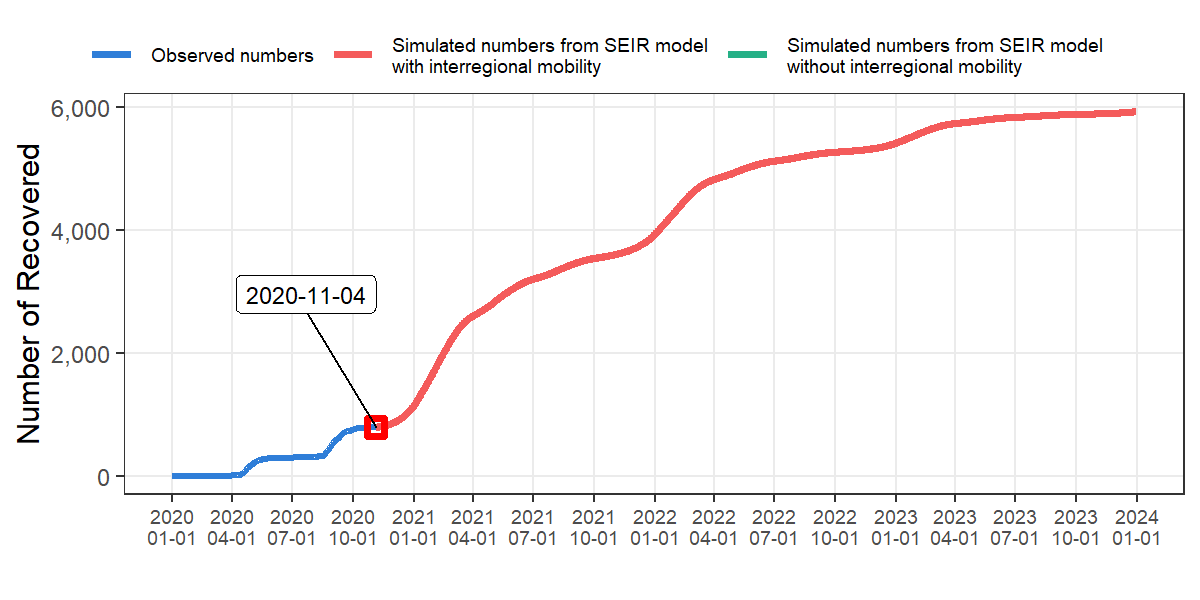 Observed numbers
Simulated numbers from SEIR model
with interregional mobility
Simulated numbers from SEIR model
without interregional mobility
Number of Recovered
6,000
4,000
2,000
0
2020-11-04
2020 2020 2020 2020 2021 2021 2021 2021 2022 2022 2022 2022 2023 2023 2023 2023 2024
01-01 04-01 07-01 10-01 01-01 04-01 07-01 10-01 01-01 04-01 07-01 10-01 01-01 04-01 07-01 10-01 01-01